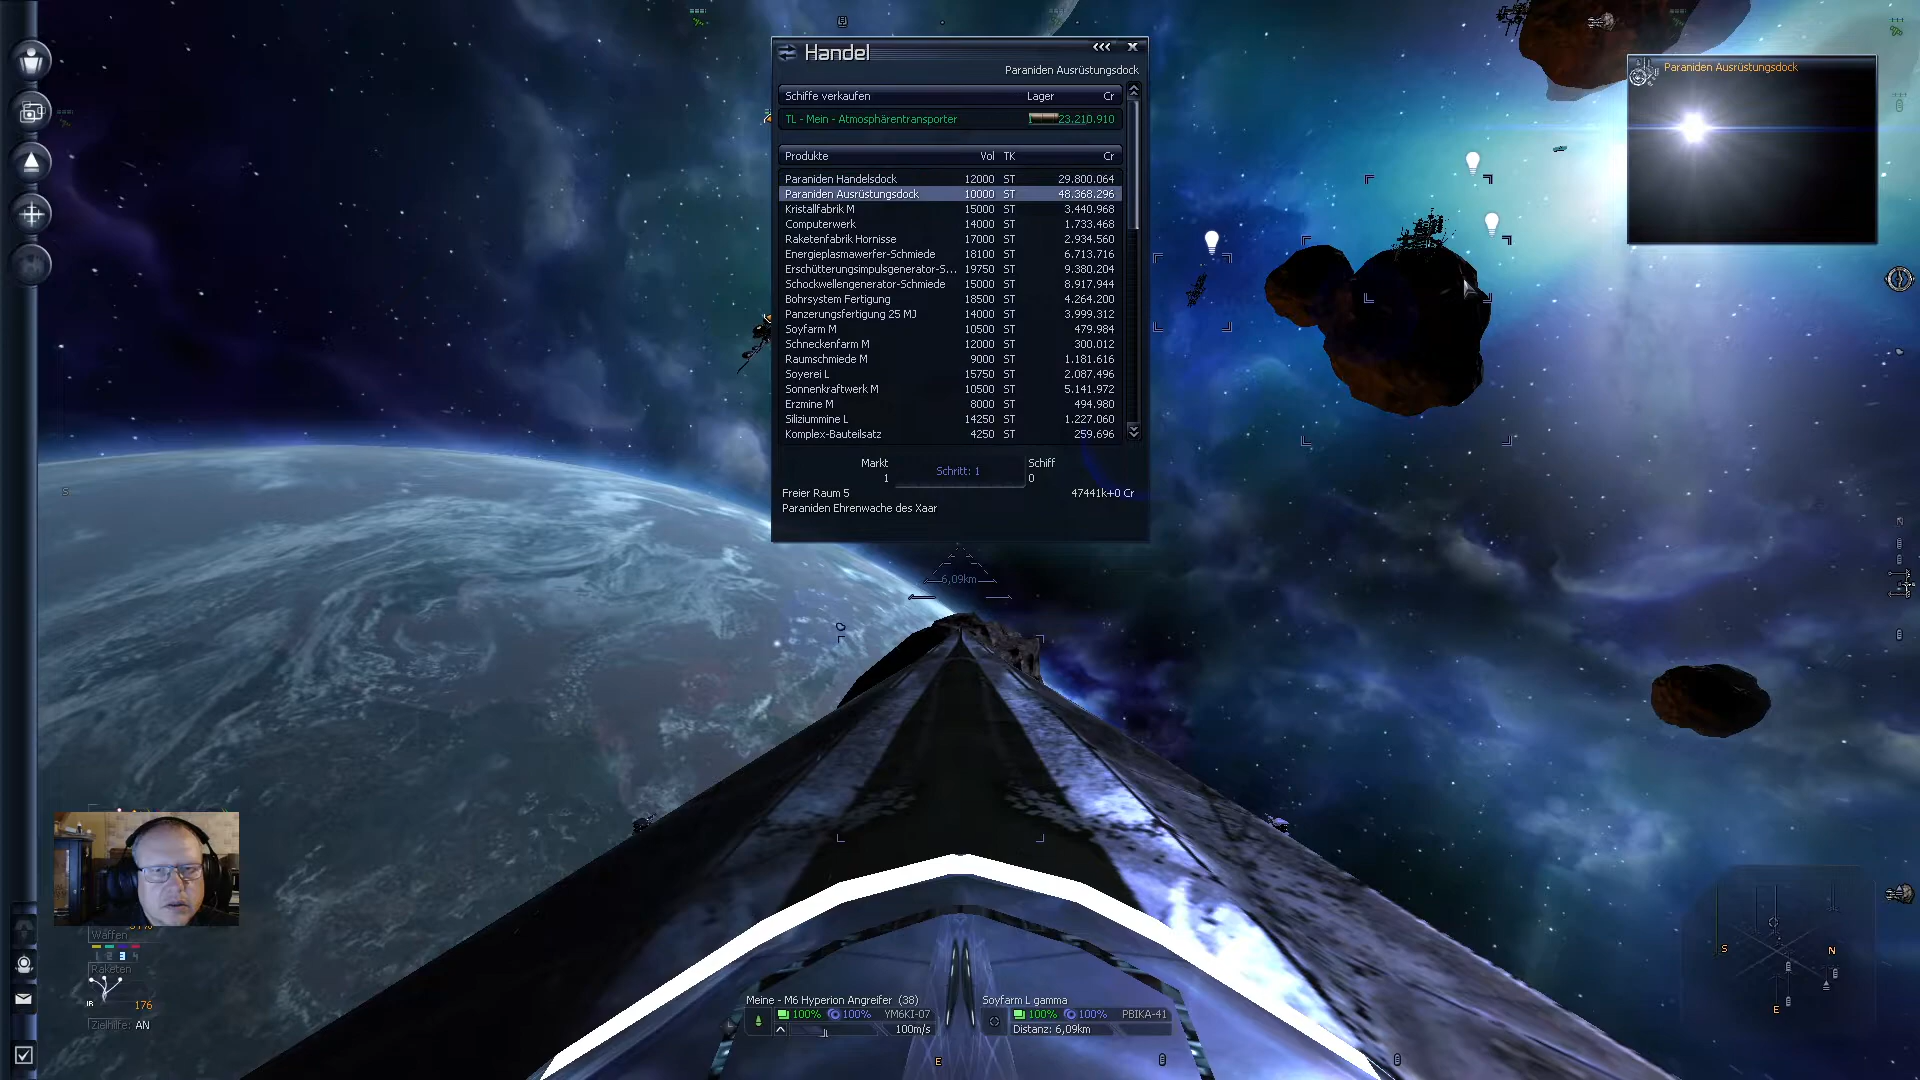 Handel
Paraniden Ausrüstungsdock
Schiffe verkaufen Lager Cr
TL - Mein - Atmosphärentransporter 1 23.210.910
Produkte Vol TK Cr
Paraniden Handelsdock 12000 ST 29.800.064
Paraniden Ausrüstungsdock 10000 ST 48.368.296
Kristallfabrik M 15000 ST 3.440.968
Computerwerk 14000 ST 1.733.468
Raketenfabrik Hornisse 17000 ST 2.934.560
Energieplasmawerfer-Schmiede 18100 ST 6.713.716
Erschütterungsimpulsgenerator-S... 19750 ST 9.380.204
Schockwellengenerator-Schmiede 15000 ST 8.917.944
Bohrsystem Fertigung 18500 ST 4.264.200
Panzerungsfertigung 25 MJ 14000 ST 3.999.312
Soyfarm M 10500 ST 479.984
Schneckenfarm M 12000 ST 300.012
Raumschmiede M 9000 ST 1.181.616
Soyerei L 15750 ST 2.087.496
Sonnenkraftwerk M 10500 ST 5.141.972
Erzmine M 8000 ST 494.980
Siliziummine L 14250 ST 1.227.060
Komplex-Bauteilsatz 4250 ST 259.696
Markt Schiff
1 Schritt: 1 0
Freier Raum 5 47441k+0 Cr
Paraniden Ehrenwache des Xaar
Paraniden Ausrüstungsdock
6,09km
S
Waffen
1 2 3 4
Raketen
IR 176
Zielhilfe: AN
Meine - M6 Hyperion Angreifer (38)
100% 100% YM6KI-07
100m/s
Soyfarm L gamma
100% 100% PBIKA-41
Distanz: 6,09km
E
S N
E